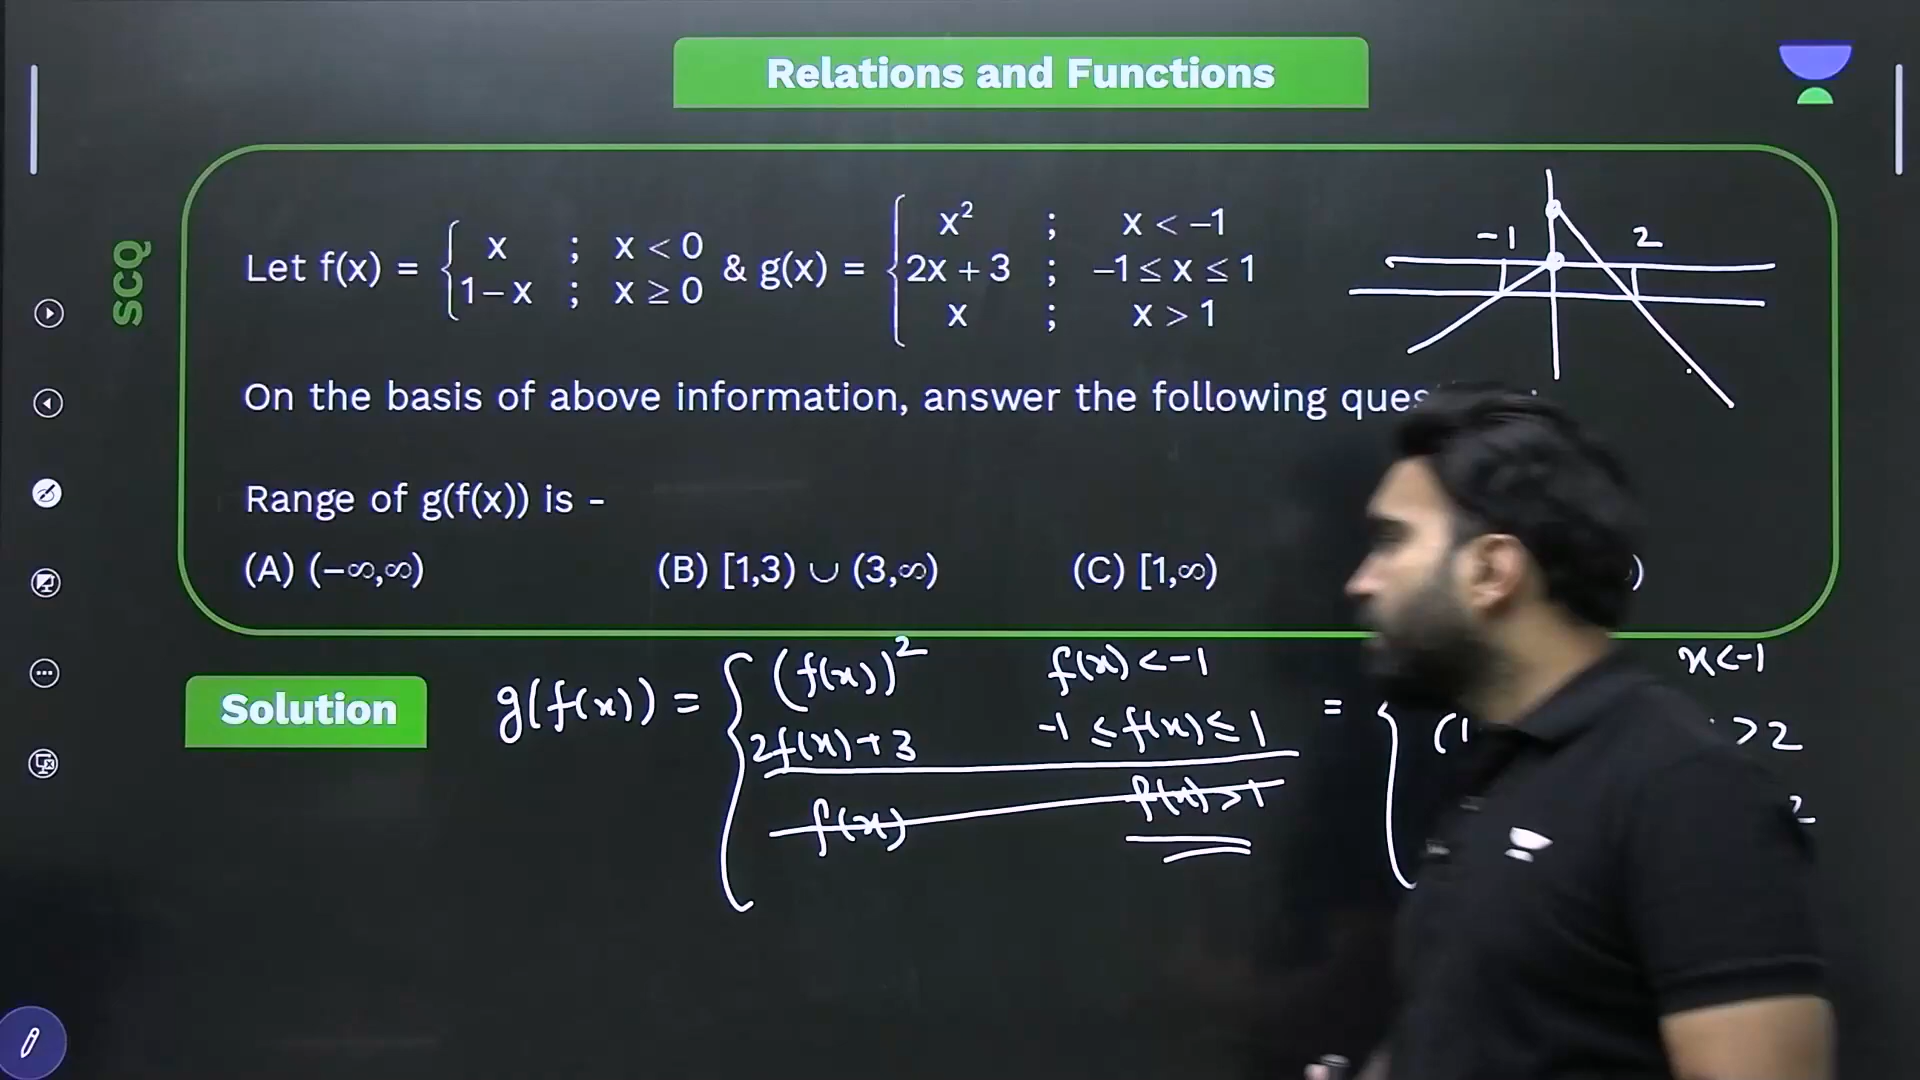 Relations and Functions
SCQ
Let f(x) = { x ; x < 0
1-x ; x ≥ 0
& g(x) = { x² ; x < -1
2x + 3 ; -1 ≤ x ≤ 1
x ; x > 1
-1 2
On the basis of above information, answer the following
Range of g(f(x)) is -
(A) (-∞,∞) (B) [1,3) ∪ (3,∞) (C) [1,∞) )
Solution
g(f(x)) = { (f(x))² f(x) < -1
2f(x)+3 -1 ≤ f(x) ≤ 1
f(x) f(x) > 1
= { x<-1
(1 >2
2